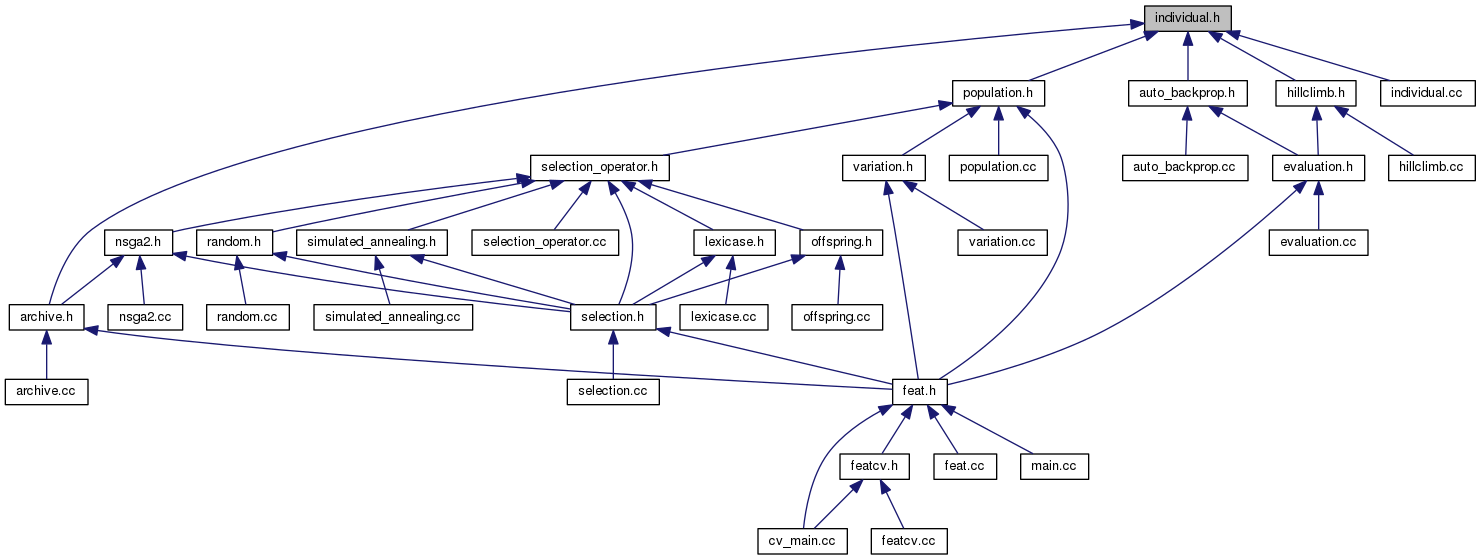 individual.h
population.h
auto_backprop.h
hillclimb.h
individual.cc
selection_operator.h
variation.h
population.cc
auto_backprop.cc
evaluation.h
hillclimb.cc
nsga2.h
random.h
simulated_annealing.h
selection_operator.cc
lexicase.h
offspring.h
variation.cc
evaluation.cc
archive.h
nsga2.cc
random.cc
simulated_annealing.cc
selection.h
lexicase.cc
offspring.cc
archive.cc
selection.cc
feat.h
featcv.h
feat.cc
main.cc
cv_main.cc
featcv.cc